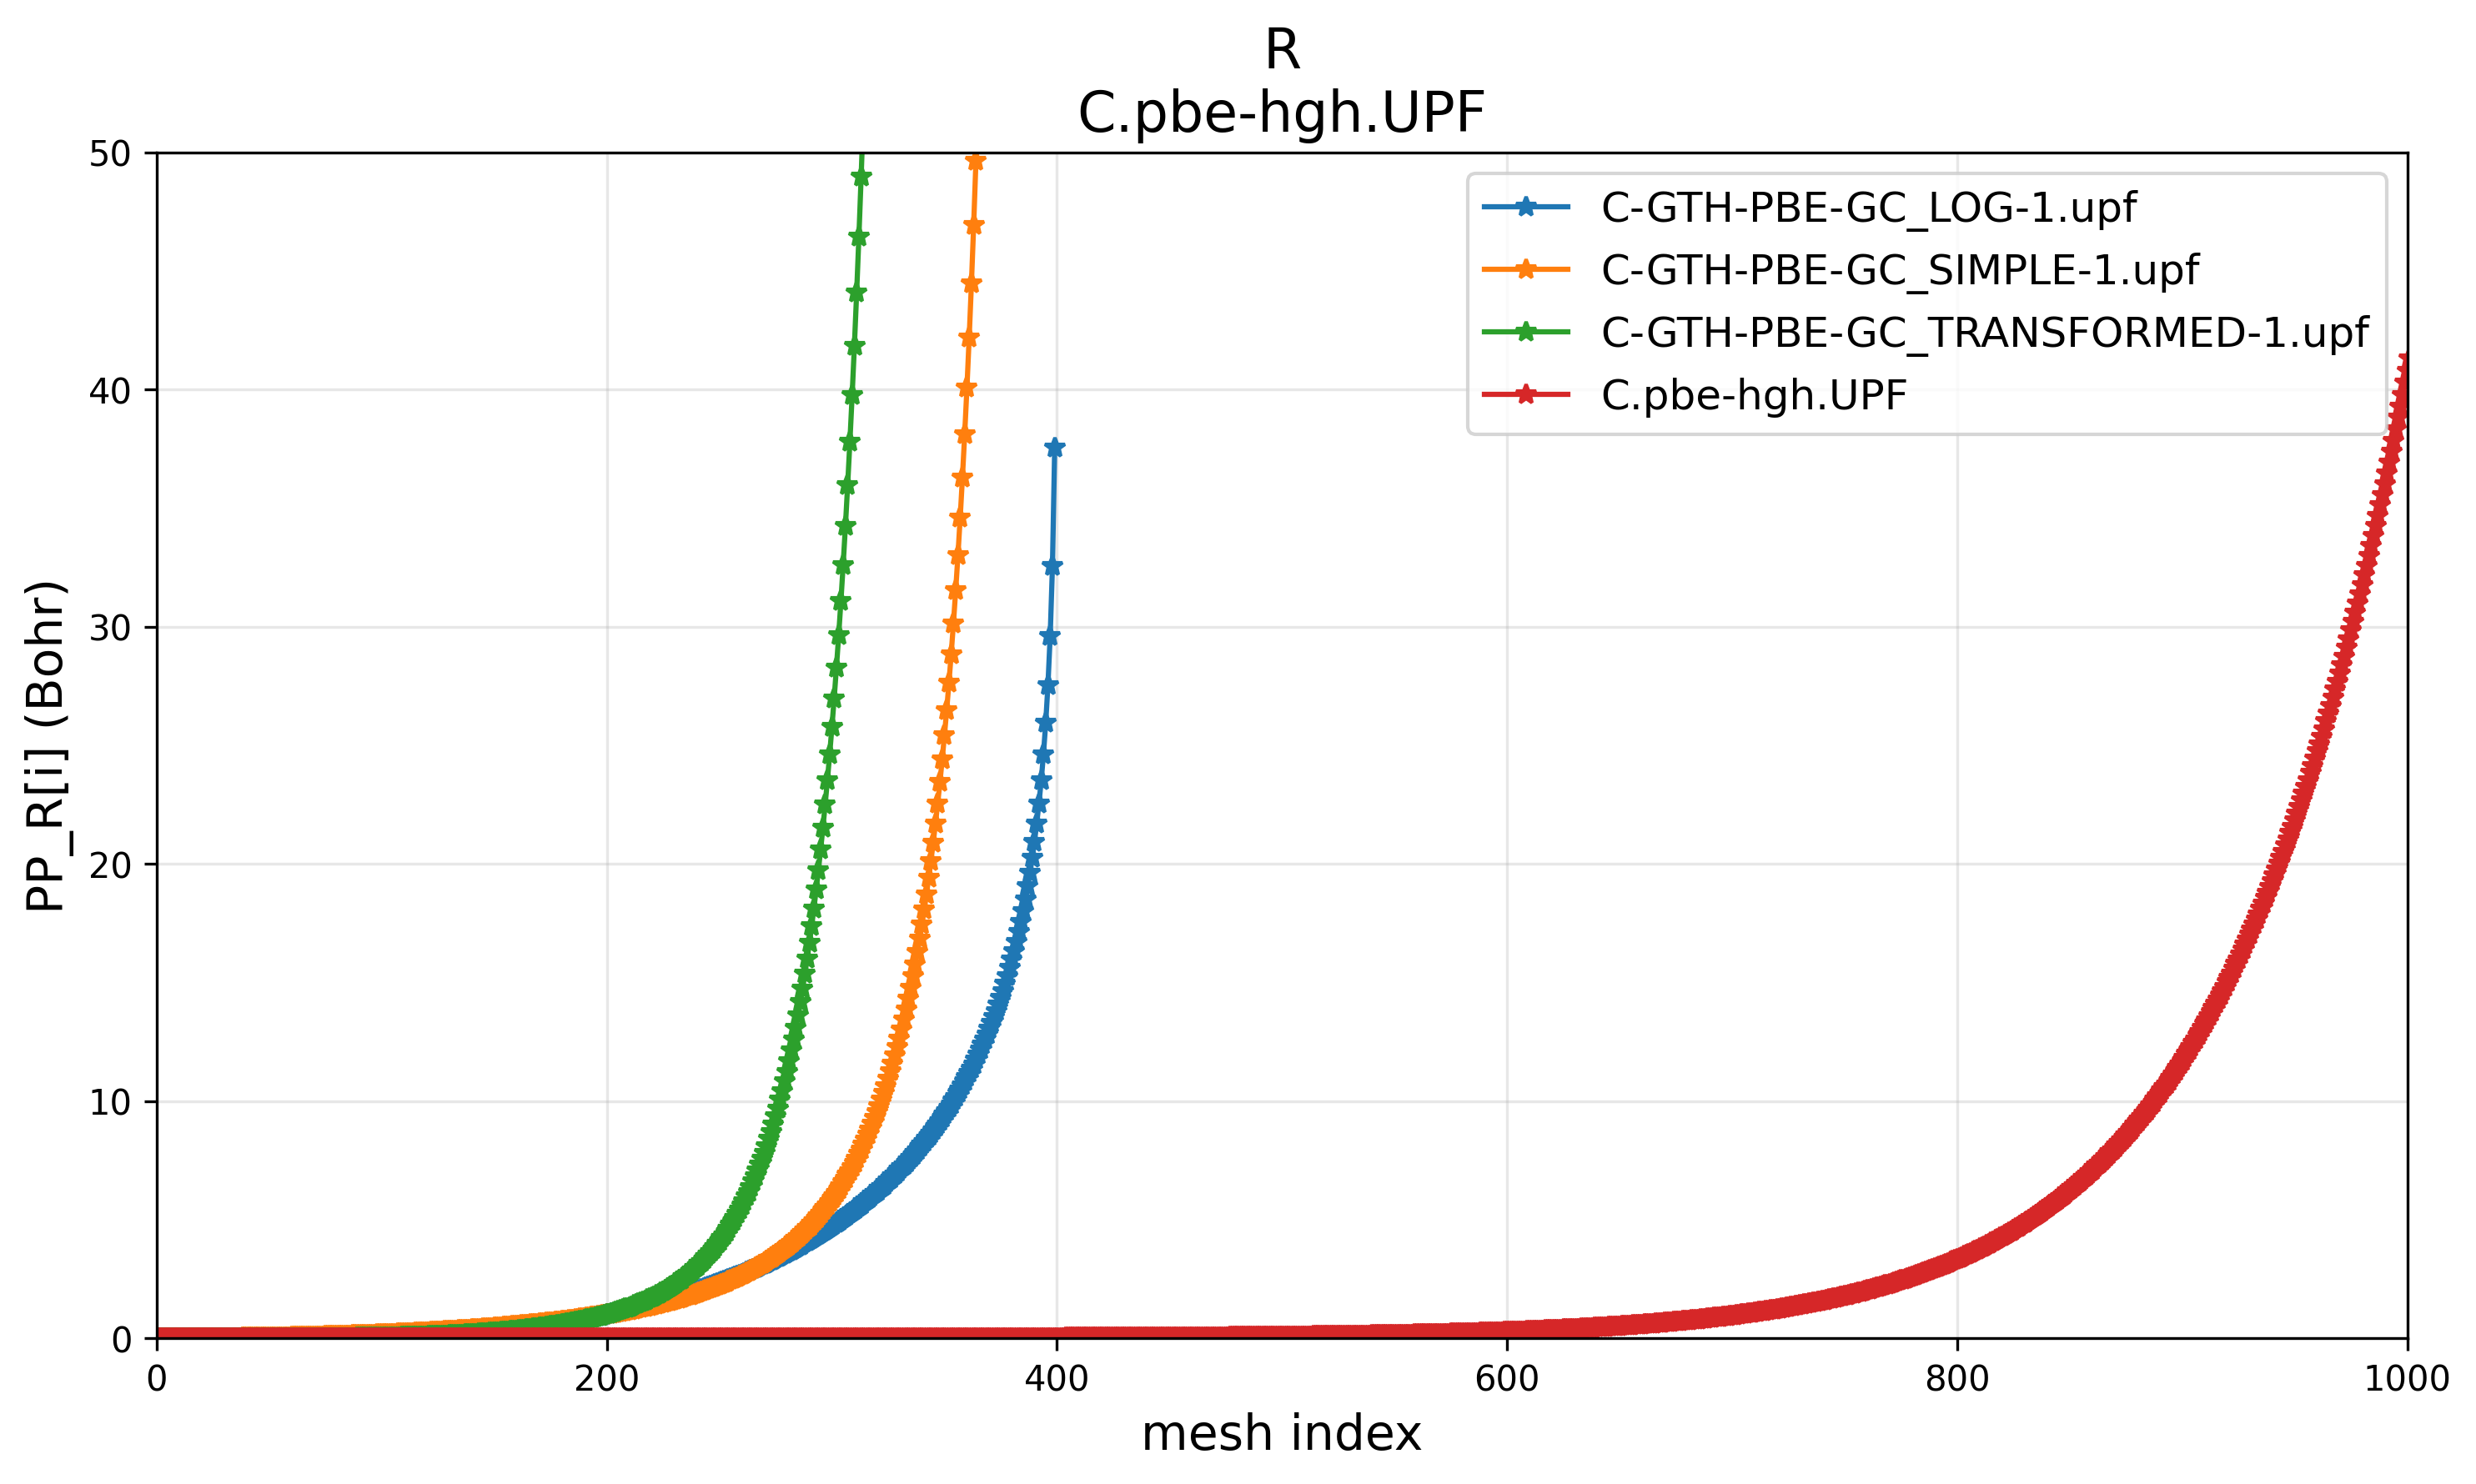 R
C.pbe-hgh.UPF
50
40
30
20
10
0
PP_R[i] (Bohr)
C-GTH-PBE-GC_LOG-1.upf
C-GTH-PBE-GC_SIMPLE-1.upf
C-GTH-PBE-GC_TRANSFORMED-1.upf
C.pbe-hgh.UPF
0 200 400 600 800 1000
mesh index